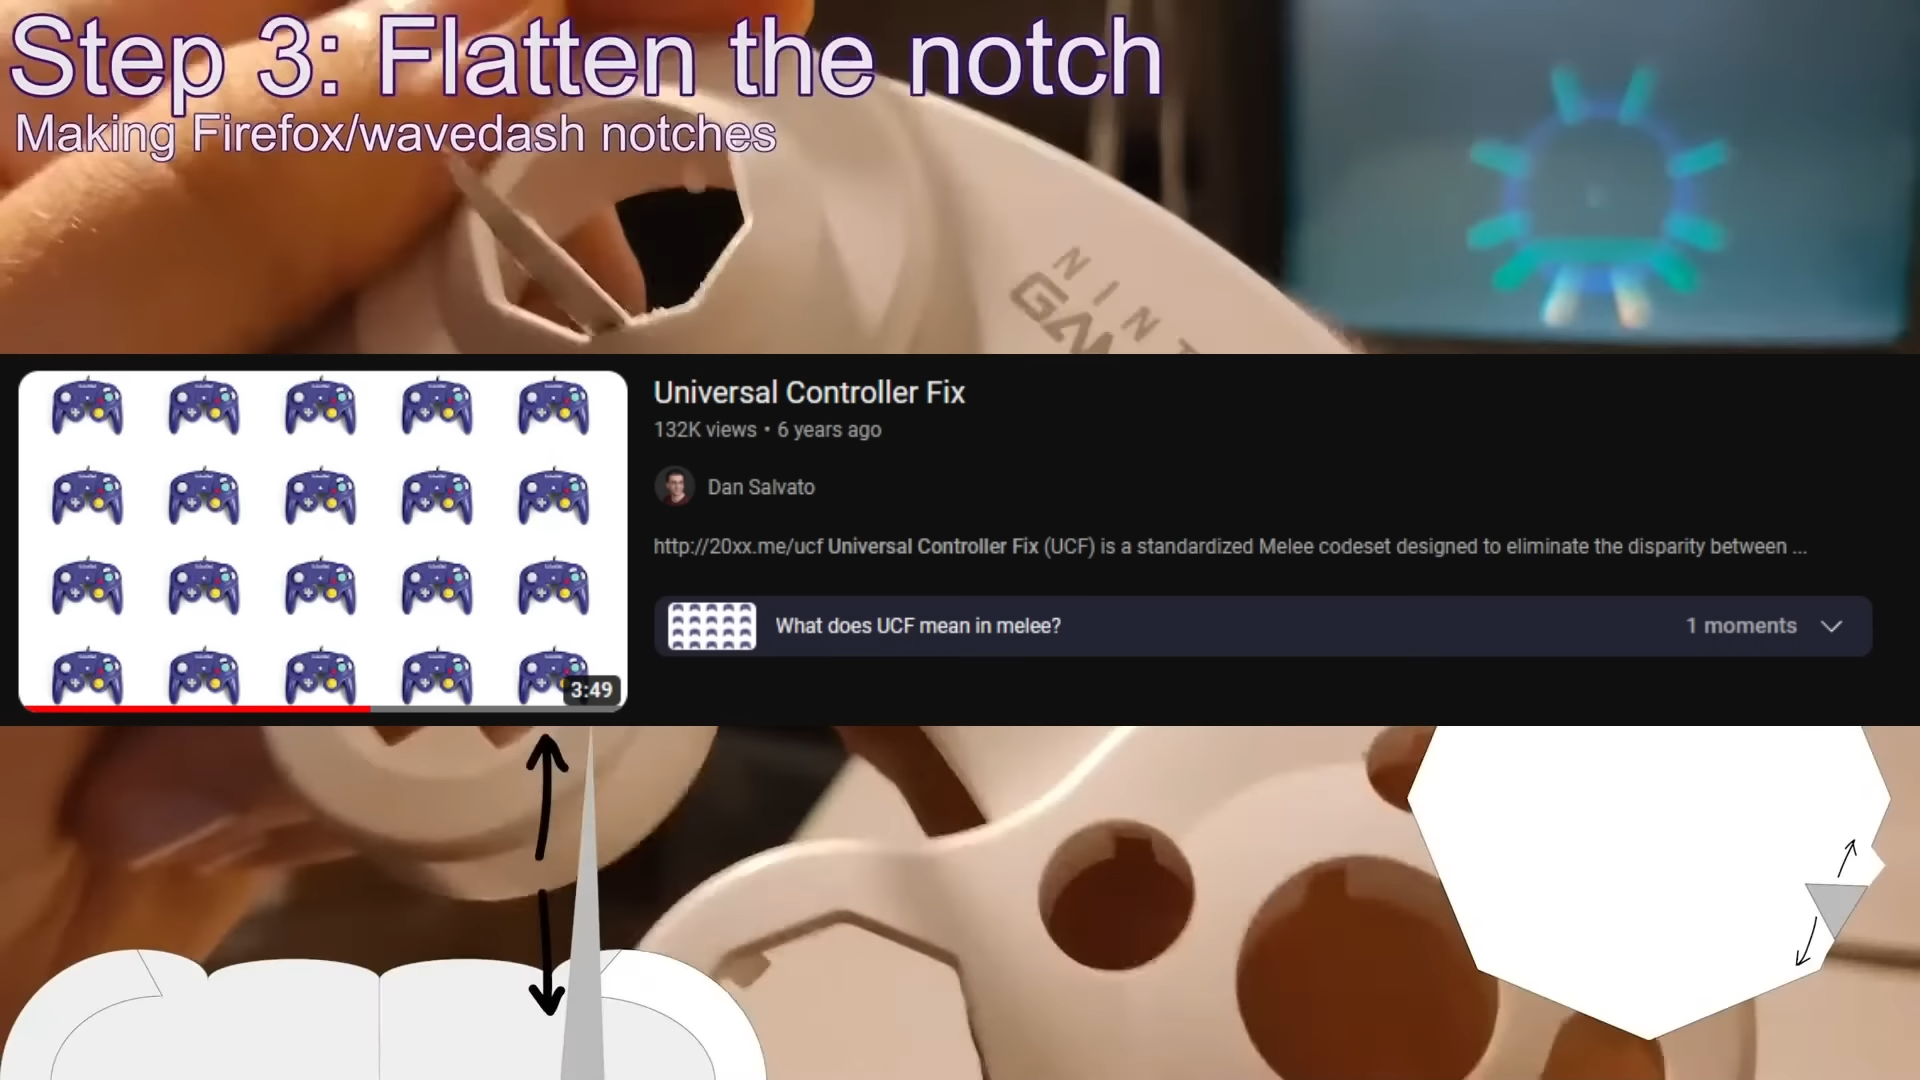 Step 3: Flatten the notch
Making Firefox/wavedash notches
NINT
GAM
Universal Controller Fix
132K views • 6 years ago
Dan Salvato
http://20xx.me/ucf Universal Controller Fix (UCF) is a standardized Melee codeset designed to eliminate the disparity between ...
What does UCF mean in melee?
1 moments
3:49